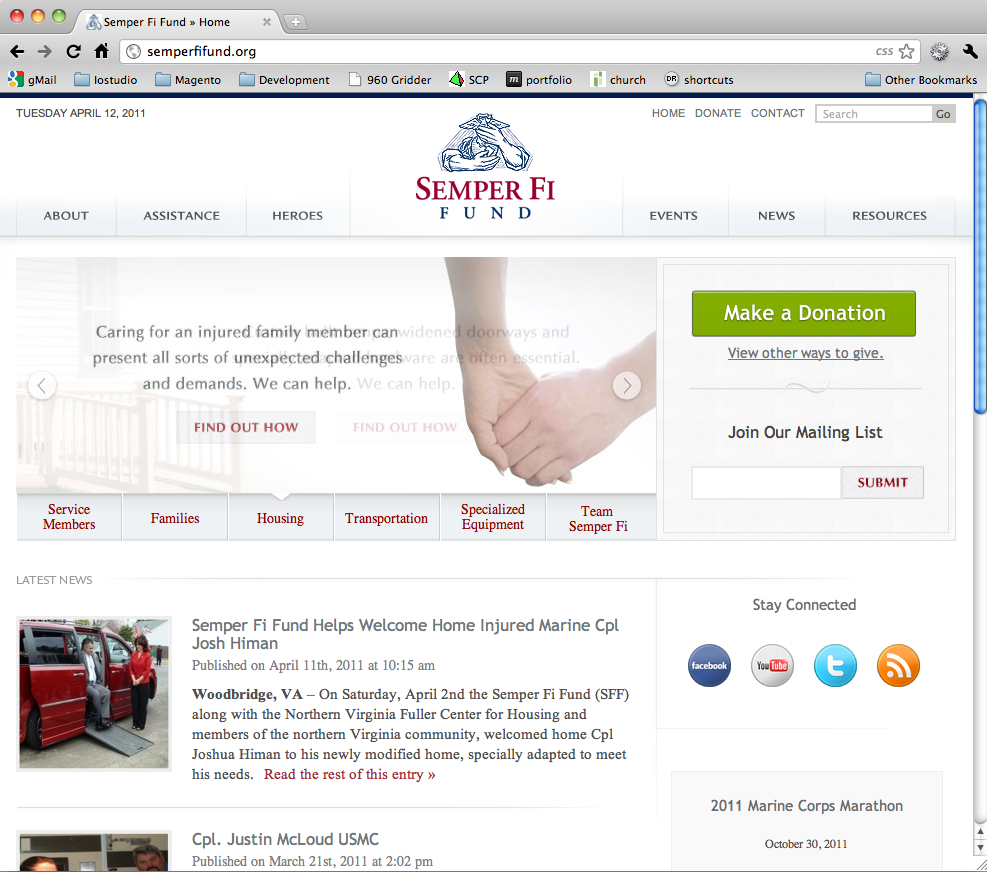 Semper Fi Fund » Home
semperfifund.org
css
gMail
Iostudio
Magento
Development
960 Gridder
SCP
m
portfolio
church
DR
shortcuts
Other Bookmarks
TUESDAY APRIL 12, 2011
HOME DONATE CONTACT
Search
Go
SEMPER FI
FUND
ABOUT
ASSISTANCE
HEROES
EVENTS
NEWS
RESOURCES
Caring for an injured family member can
present all sorts of unexpected challenges
and demands. We can help.
widened doorways and
are often essential.
We can help.
FIND OUT HOW
FIND OUT HOW
Service
Members
Families
Housing
Transportation
Specialized
Equipment
Team
Semper Fi
Make a Donation
View other ways to give.
Join Our Mailing List
SUBMIT
LATEST NEWS
Semper Fi Fund Helps Welcome Home Injured Marine Cpl
Josh Himan
Published on April 11th, 2011 at 10:15 am
Woodbridge, VA – On Saturday, April 2nd the Semper Fi Fund (SFF)
along with the Northern Virginia Fuller Center for Housing and
members of the northern Virginia community, welcomed home Cpl
Joshua Himan to his newly modified home, specially adapted to meet
his needs. Read the rest of this entry »
Cpl. Justin McLoud USMC
Published on March 21st, 2011 at 2:02 pm
Stay Connected
facebook
You Tube
t
2011 Marine Corps Marathon
October 30, 2011